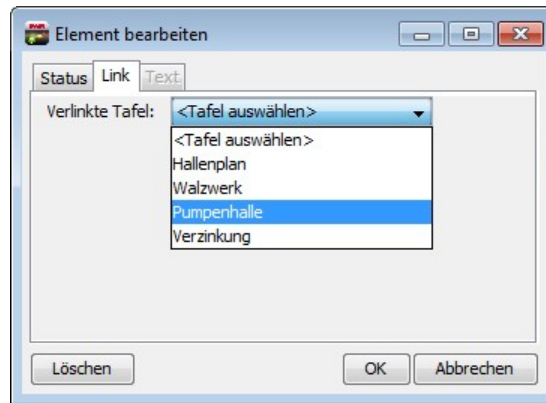 Element bearbeiten
Status Link Text
Verlinkte Tafel: <Tafel auswählen>
<Tafel auswählen>
Hallenplan
Walzwerk
Pumpenhalle
Verzinkung
Löschen OK Abbrechen